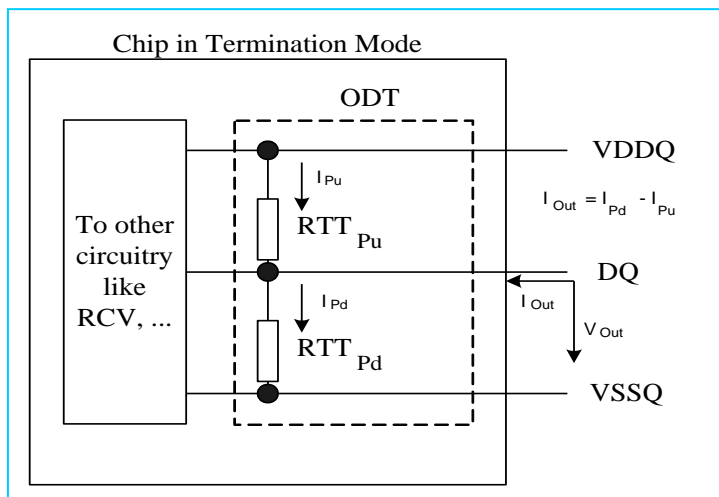 Chip in Termination Mode
ODT
VDDQ
I Pu
I Out = I Pd - I Pu
To other
circuitry
like
RCV, ...
RTT Pu
DQ
I Pd
I Out
V Out
RTT Pd
VSSQ